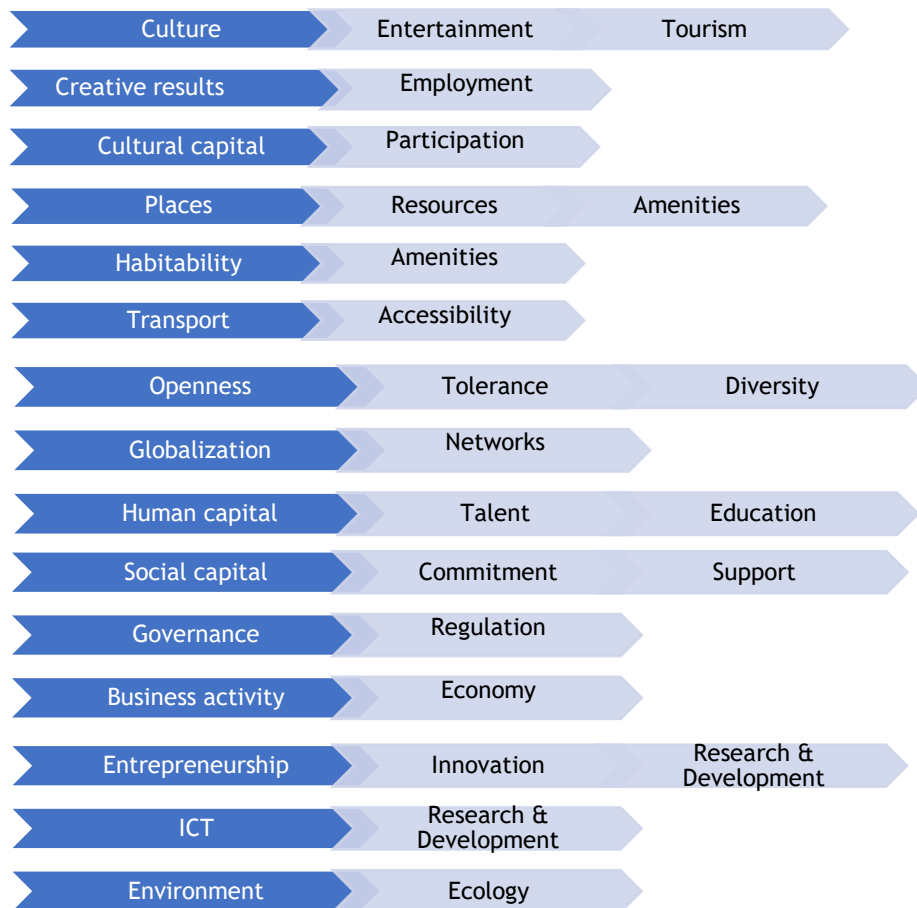 Culture Entertainment Tourism
Creative results Employment
Cultural capital Participation
Places Resources Amenities
Habitability Amenities
Transport Accessibility
Openness Tolerance Diversity
Globalization Networks
Human capital Talent Education
Social capital Commitment Support
Governance Regulation
Business activity Economy
Entrepreneurship Innovation Research &
Development
ICT Research &
Development
Environment Ecology